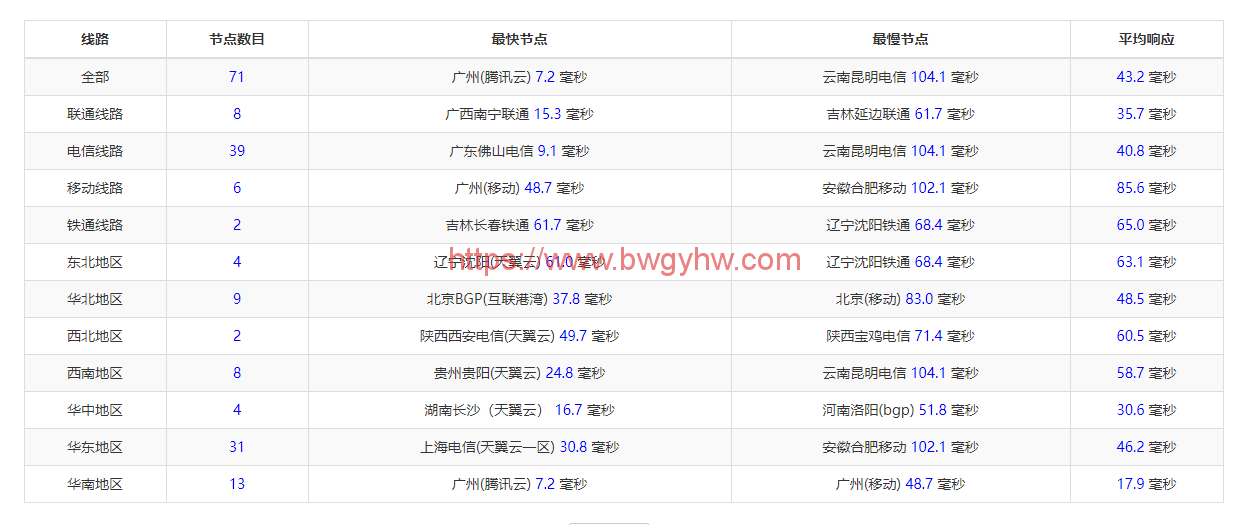 线路 节点数目 最快节点 最慢节点 平均响应
全部 71 广州(腾讯云) 7.2 毫秒 云南昆明电信 104.1 毫秒 43.2 毫秒
联通线路 8 广西南宁联通 15.3 毫秒 吉林延边联通 61.7 毫秒 35.7 毫秒
电信线路 39 广东佛山电信 9.1 毫秒 云南昆明电信 104.1 毫秒 40.8 毫秒
移动线路 6 广州(移动) 48.7 毫秒 安徽合肥移动 102.1 毫秒 85.6 毫秒
铁通线路 2 吉林长春铁通 61.7 毫秒 辽宁沈阳铁通 68.4 毫秒 65.0 毫秒
东北地区 4 辽宁沈阳(天翼云) 61.0 毫秒 辽宁沈阳铁通 68.4 毫秒 63.1 毫秒
https://www.bwgyhw.com
华北地区 9 北京BGP(互联港湾) 37.8 毫秒 北京(移动) 83.0 毫秒 48.5 毫秒
西北地区 2 陕西西安电信(天翼云) 49.7 毫秒 陕西宝鸡电信 71.4 毫秒 60.5 毫秒
西南地区 8 贵州贵阳(天翼云) 24.8 毫秒 云南昆明电信 104.1 毫秒 58.7 毫秒
华中地区 4 湖南长沙（天翼云） 16.7 毫秒 河南洛阳(bgp) 51.8 毫秒 30.6 毫秒
华东地区 31 上海电信(天翼云一区) 30.8 毫秒 安徽合肥移动 102.1 毫秒 46.2 毫秒
华南地区 13 广州(腾讯云) 7.2 毫秒 广州(移动) 48.7 毫秒 17.9 毫秒